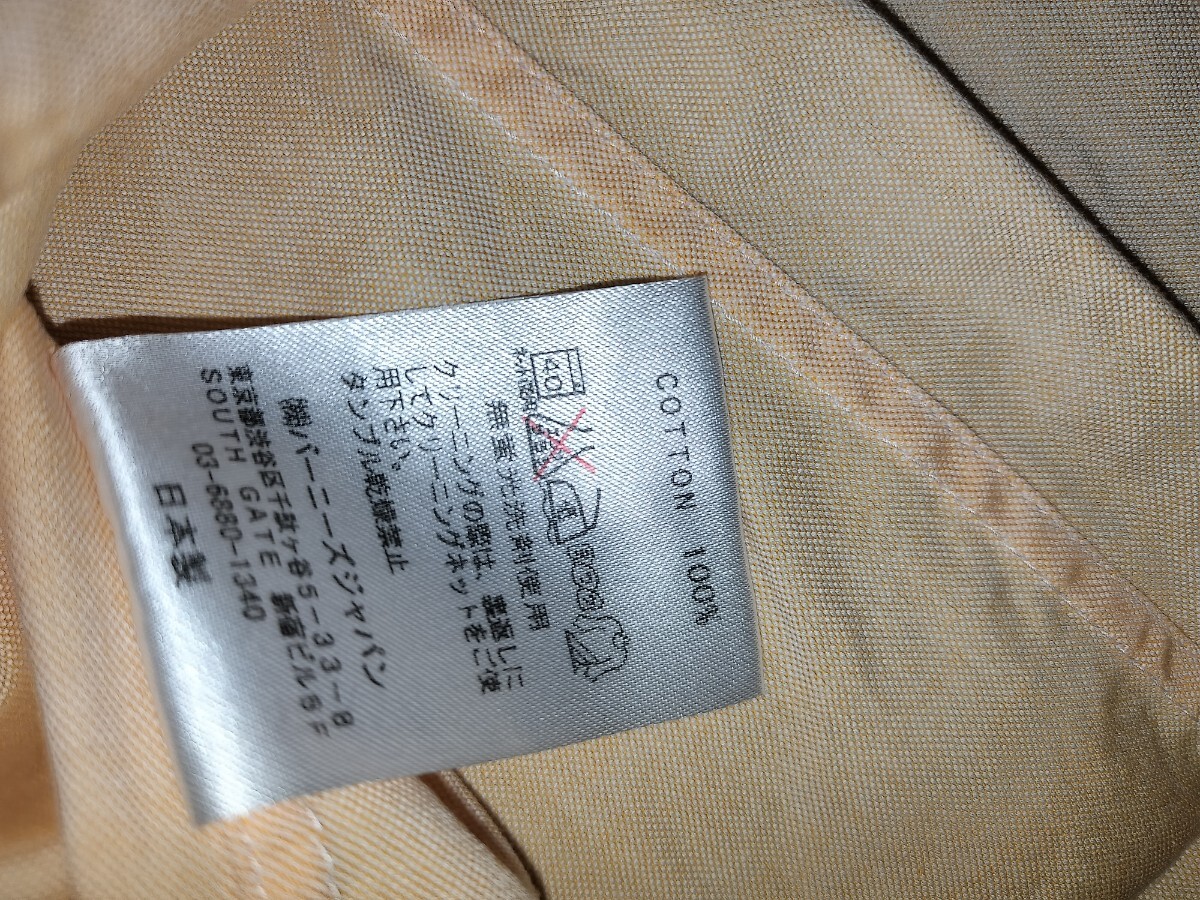 COTTON 100%
40
中
無蛍光洗剤使用
クリーニングの際は、裏返しに
してクリーニングネットをご使
用下さい。
タンブル乾燥禁止
㈱バーニーズジャパン
東京都渋谷区千駄ヶ谷5-33-8
SOUTH GATE 新宿ビル6F
03-6880-1340
日本製